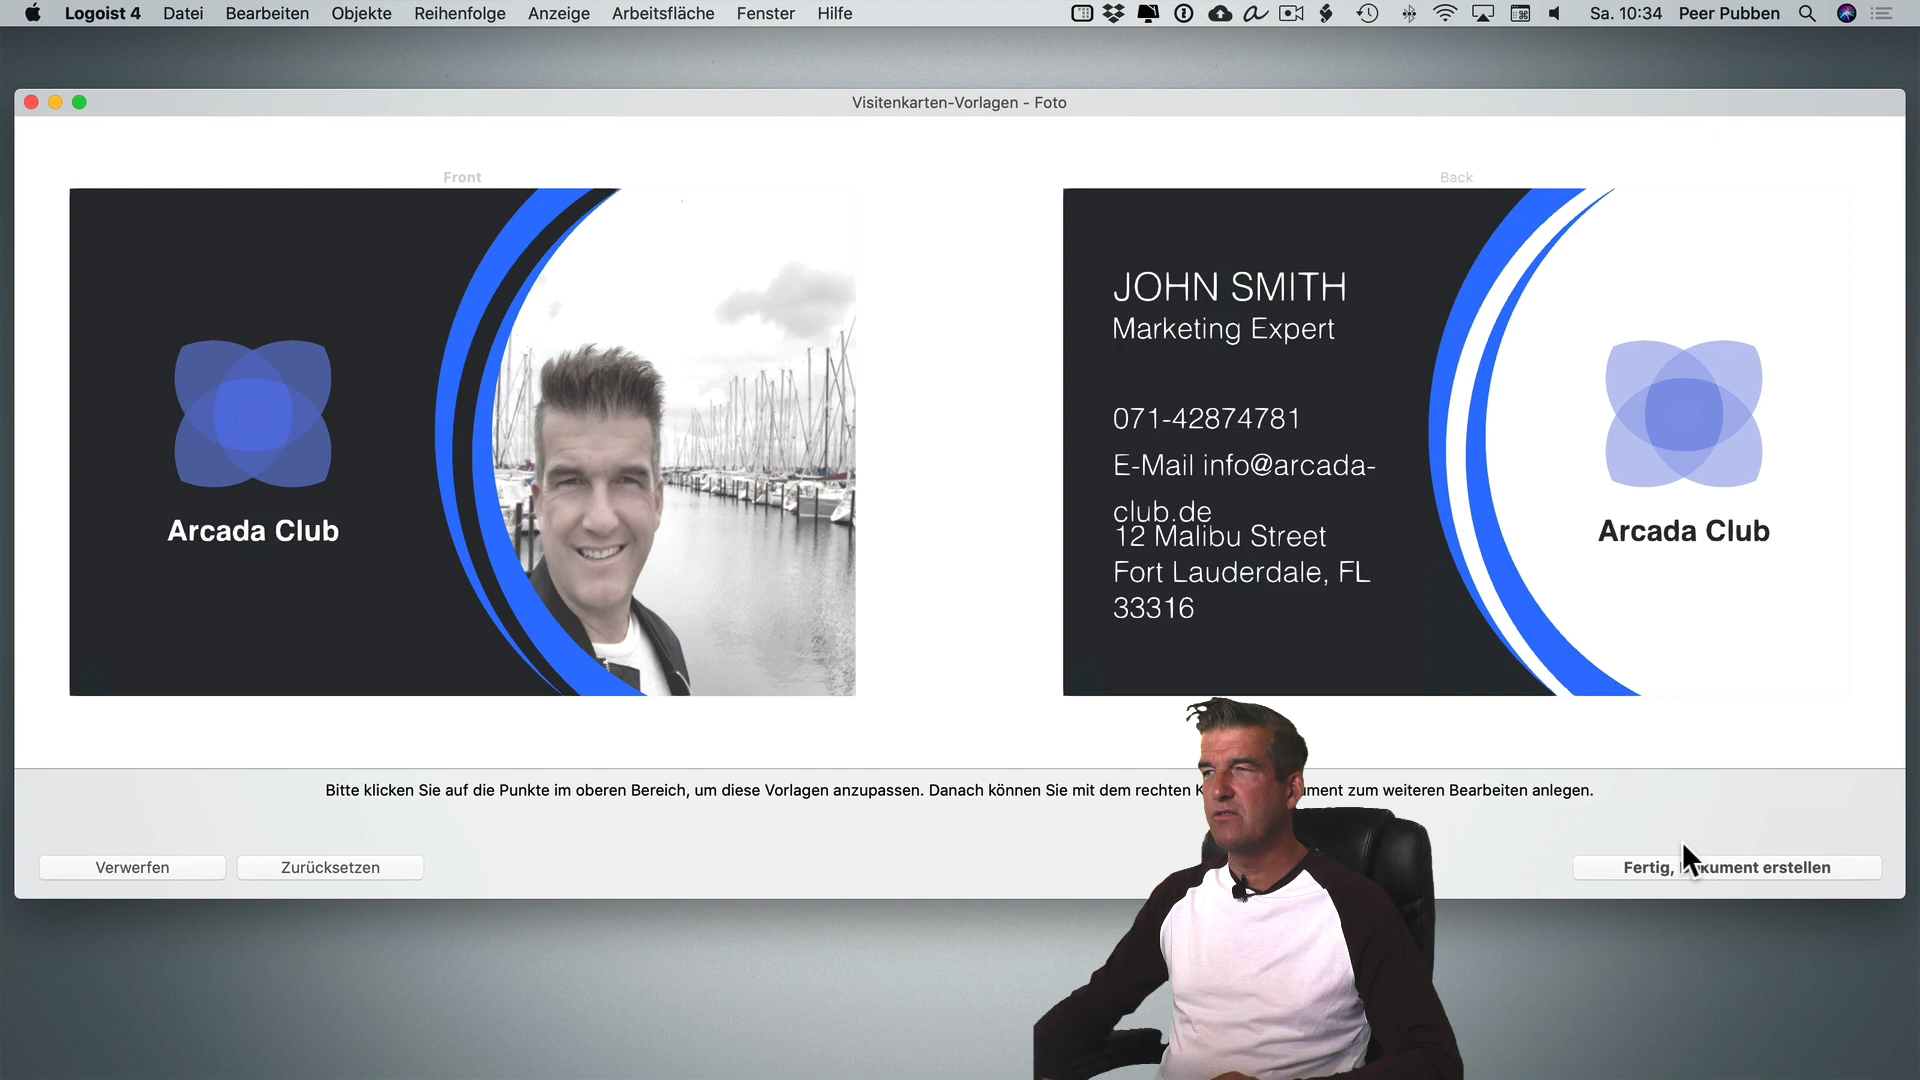 Logoist 4 Datei Bearbeiten Objekte Reihenfolge Anzeige Arbeitsfläche Fenster Hilfe Sa. 10:34 Peer Pubben
Visitenkarten-Vorlagen - Foto
Front
Arcada Club
Back
JOHN SMITH
Marketing Expert
071-42874781
E-Mail info@arcada-
club.de
12 Malibu Street
Fort Lauderdale, FL
33316
Arcada Club
Bitte klicken Sie auf die Punkte im oberen Bereich, um diese Vorlagen anzupassen. Danach können Sie mit dem rechten zum weiteren Bearbeiten anlegen.
Verwerfen
Zurücksetzen
Fertig, erstellen